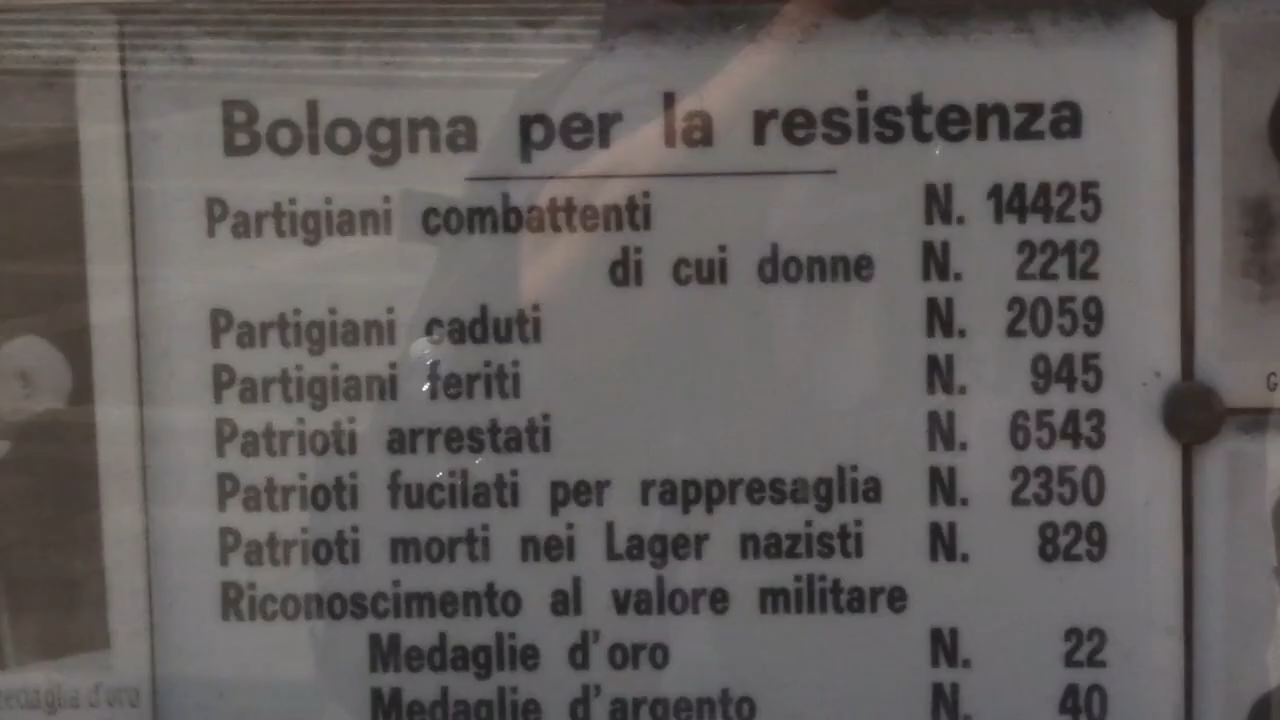 Bologna per la resistenza
Partigiani combattenti N. 14425
di cui donne N. 2212
Partigiani caduti N. 2059
Partigiani feriti N. 945
Patrioti arrestati N. 6543
Patrioti fucilati per rappresaglia N. 2350
Patrioti morti nei Lager nazisti N. 829
Riconoscimento al valore militare
Medaglie d'oro N. 22
Medaglie d'argento N. 40
d'oro